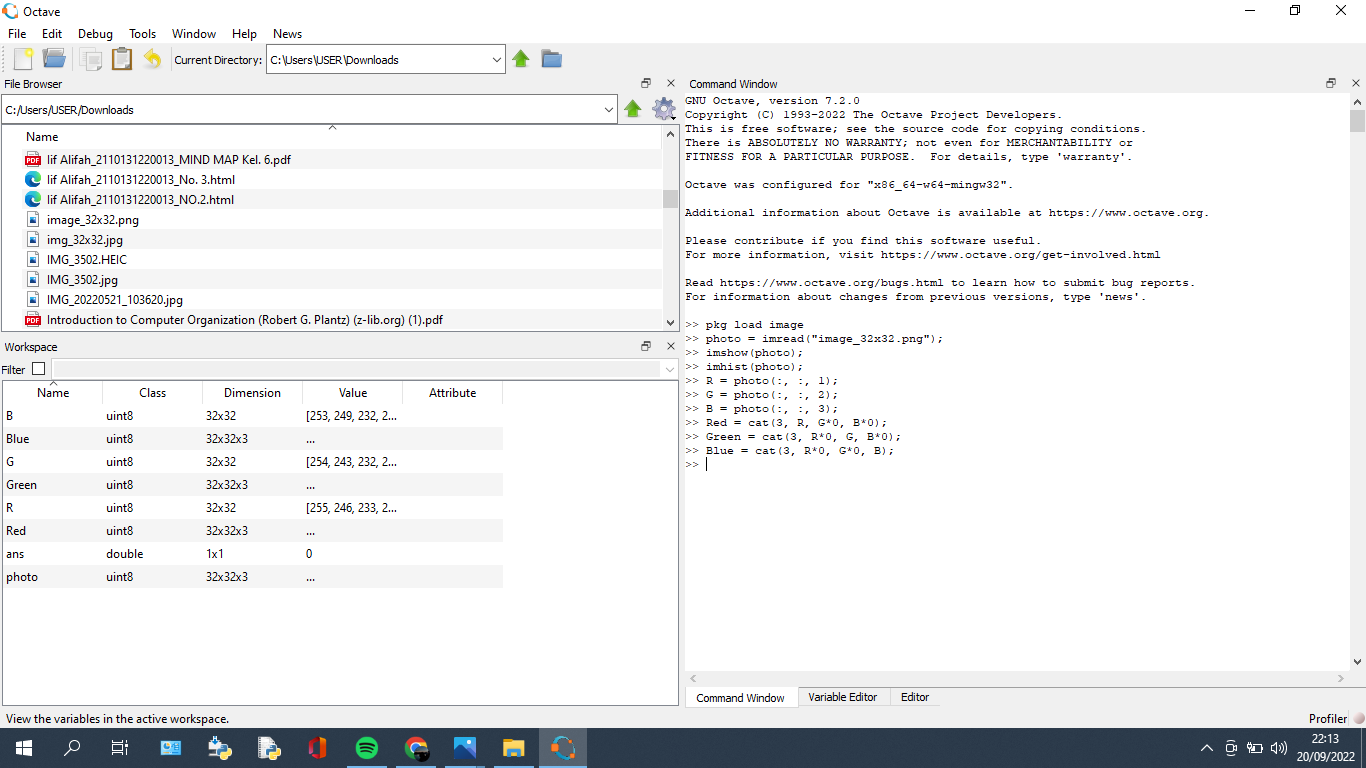 Octave
File Edit Debug Tools Window Help News
Current Directory: C:\Users\USER\Downloads
File Browser
C:/Users/USER/Downloads
Name
Iif Alifah_2110131220013_MIND MAP Kel. 6.pdf
Iif Alifah_2110131220013_No. 3.html
Iif Alifah_2110131220013_NO.2.html
image_32x32.png
img_32x32.jpg
IMG_3502.HEIC
IMG_3502.jpg
IMG_20220521_103620.jpg
Introduction to Computer Organization (Robert G. Plantz) (z-lib.org) (1).pdf
Workspace
Filter
Name Class Dimension Value Attribute
B uint8 32x32 [253, 249, 232, 2...
Blue uint8 32x32x3 ...
G uint8 32x32 [254, 243, 232, 2...
Green uint8 32x32x3 ...
R uint8 32x32 [255, 246, 233, 2...
Red uint8 32x32x3 ...
ans double 1x1 0
photo uint8 32x32x3 ...
Command Window
GNU Octave, version 7.2.0
Copyright (C) 1993-2022 The Octave Project Developers.
This is free software; see the source code for copying conditions.
There is ABSOLUTELY NO WARRANTY; not even for MERCHANTABILITY or
FITNESS FOR A PARTICULAR PURPOSE.  For details, type 'warranty'.
Octave was configured for "x86_64-w64-mingw32".
Additional information about Octave is available at https://www.octave.org.
Please contribute if you find this software useful.
For more information, visit https://www.octave.org/get-involved.html
Read https://www.octave.org/bugs.html to learn how to submit bug reports.
For information about changes from previous versions, type 'news'.
>> pkg load image
>> photo = imread("image_32x32.png");
>> imshow(photo);
>> imhist(photo);
>> R = photo(:, :, 1);
>> G = photo(:, :, 2);
>> B = photo(:, :, 3);
>> Red = cat(3, R, G*0, B*0);
>> Green = cat(3, R*0, G, B*0);
>> Blue = cat(3, R*0, G*0, B);
>>
Command Window Variable Editor Editor
View the variables in the active workspace.
Profiler
22:13
20/09/2022